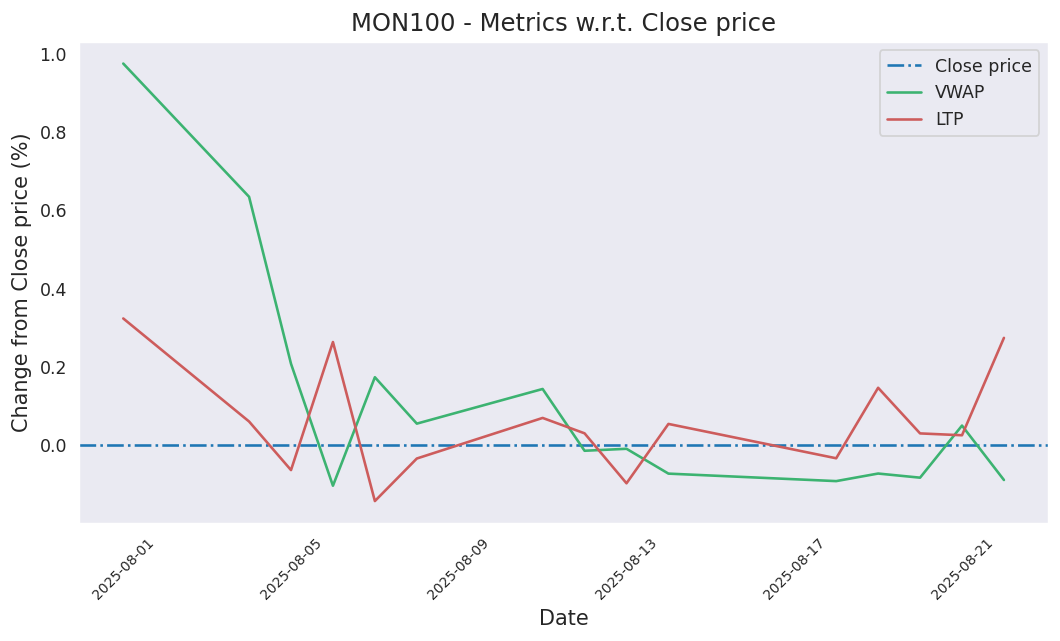 MON100 - Metrics w.r.t. Close price
Close price
VWAP
LTP
Change from Close price (%)
1.0
0.8
0.6
0.4
0.2
0.0
2025-08-01
2025-08-05
2025-08-09
2025-08-13
2025-08-17
2025-08-21
Date